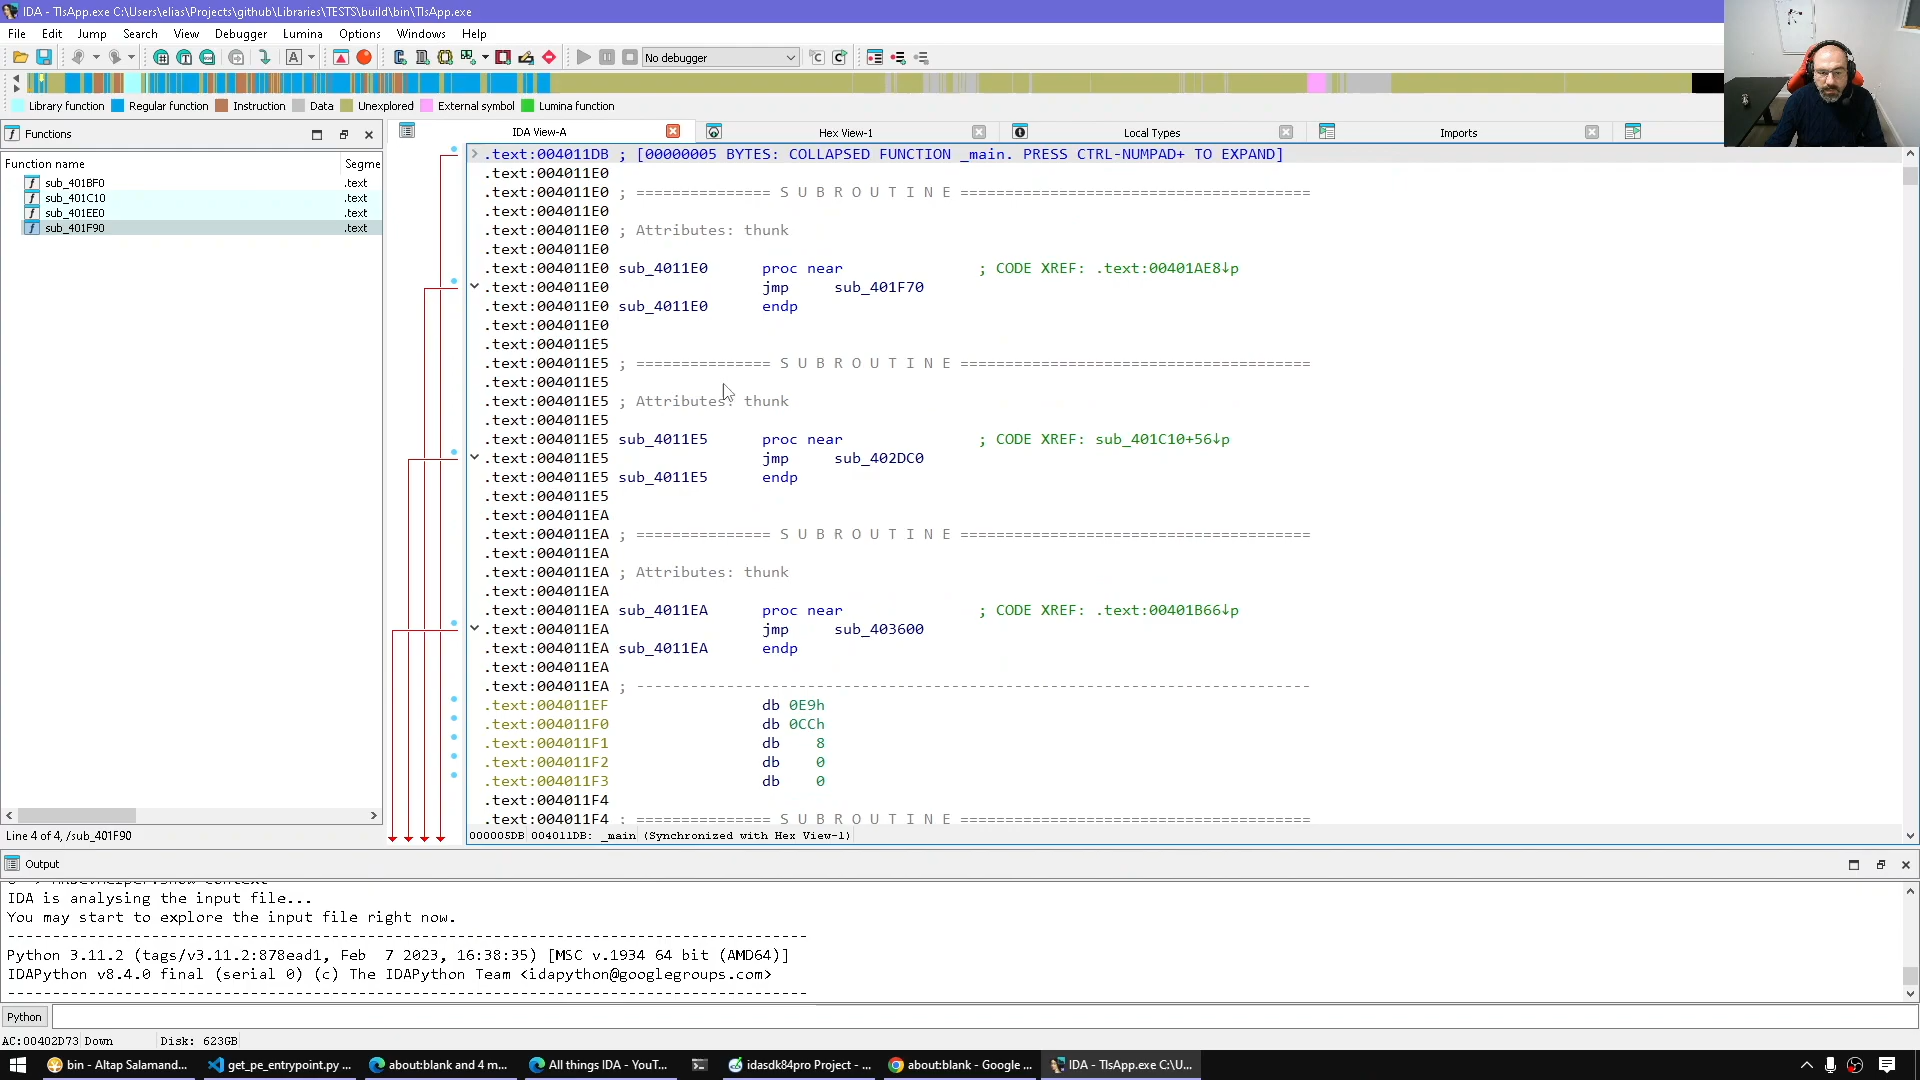 IDA - TlsApp.exe C:\Users\elias\Projects\github\Libraries\TESTS\build\bin\TlsApp.exe
File Edit Jump Search View Debugger Lumina Options Windows Help
No debugger
Library function Regular function Instruction Data Unexplored External symbol Lumina function
Functions
IDA View-A
Hex View-1
Local Types
Imports
Function name Segme
sub_401BF0 .text
sub_401C10 .text
sub_401EE0 .text
sub_401F90 .text
Line 4 of 4, /sub_401F90
.text:004011DB ; [00000005 BYTES: COLLAPSED FUNCTION _main. PRESS CTRL-NUMPAD+ TO EXPAND]
.text:004011E0
.text:004011E0 ; =============== S U B R O U T I N E =======================================
.text:004011E0
.text:004011E0 ; Attributes: thunk
.text:004011E0
.text:004011E0 sub_4011E0 proc near ; CODE XREF: .text:00401AE8↓p
.text:004011E0 jmp sub_401F70
.text:004011E0 sub_4011E0 endp
.text:004011E0
.text:004011E5
.text:004011E5 ; =============== S U B R O U T I N E =======================================
.text:004011E5
.text:004011E5 ; Attributes: thunk
.text:004011E5
.text:004011E5 sub_4011E5 proc near ; CODE XREF: sub_401C10+56↓p
.text:004011E5 jmp sub_402DC0
.text:004011E5 sub_4011E5 endp
.text:004011E5
.text:004011EA
.text:004011EA ; =============== S U B R O U T I N E =======================================
.text:004011EA
.text:004011EA ; Attributes: thunk
.text:004011EA
.text:004011EA sub_4011EA proc near ; CODE XREF: .text:00401B66↓p
.text:004011EA jmp sub_403600
.text:004011EA sub_4011EA endp
.text:004011EA
.text:004011EA ; ---------------------------------------------------------------------------
.text:004011EF db 0E9h
.text:004011F0 db 0CCh
.text:004011F1 db 8
.text:004011F2 db 0
.text:004011F3 db 0
.text:004011F4
.text:004011F4 ; =============== S U B R O U T I N E =======================================
000005DB 004011DB: _main (Synchronized with Hex View-1)
Output
IDA is analysing the input file...
You may start to explore the input file right now.
-----------------------------------------------------------------------------------------
Python 3.11.2 (tags/v3.11.2:878ead1, Feb  7 2023, 16:38:35) [MSC v.1934 64 bit (AMD64)]
IDAPython v8.4.0 final (serial 0) (c) The IDAPython Team <idapython@googlegroups.com>
-----------------------------------------------------------------------------------------
Python
AC:00402D73 Down Disk: 623GB
bin - Altap Salamand... get_pe_entrypoint.py ... about:blank and 4 m... All things IDA - YouT... idasdk84pro Project - ... about:blank - Google ... IDA - TlsApp.exe C:\U...